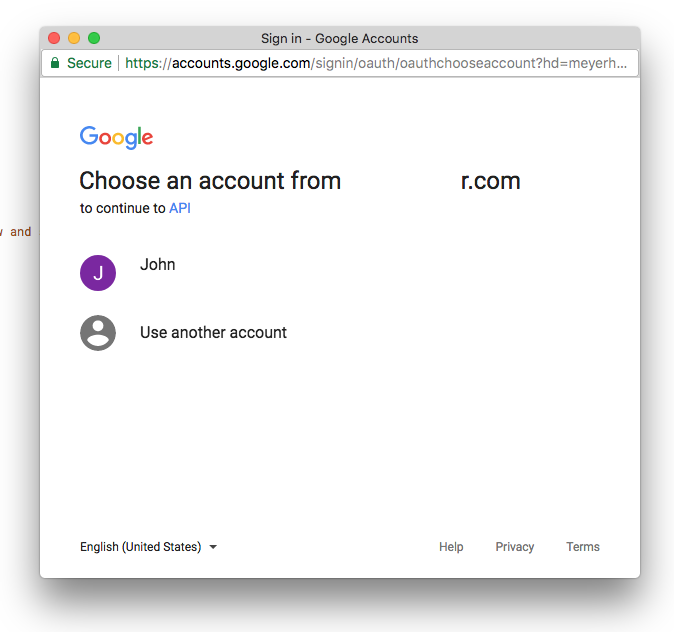 Sign in - Google Accounts
Secure https://accounts.google.com/signin/oauth/oauthchooseaccount?hd=meyerh...
Google
Choose an account from r.com
to continue to API
and
J
John
Use another account
English (United States)
Help Privacy Terms